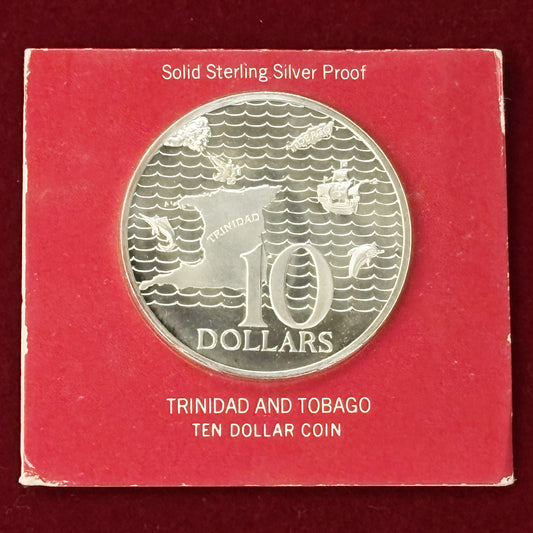 Solid Sterling Silver Proof
TRINIDAD
10
DOLLARS
TRINIDAD AND TOBAGO
TEN DOLLAR COIN